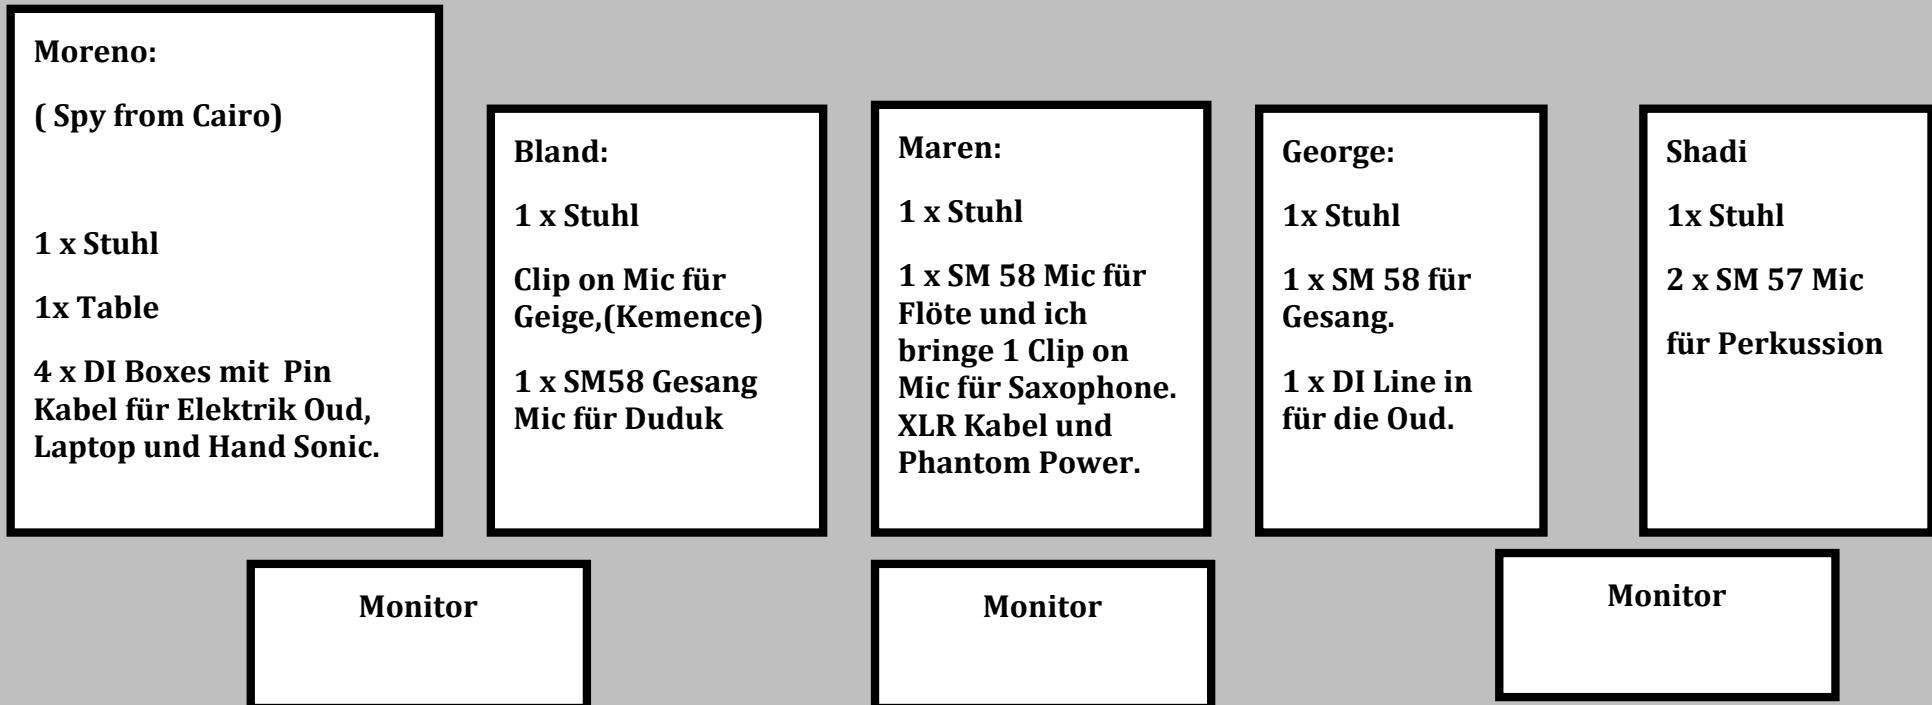 Moreno:
( Spy from Cairo)
1 x Stuhl
1x Table
4 x DI Boxes mit  Pin
Kabel für Elektrik Oud,
Laptop und Hand Sonic.
Bland:
1 x Stuhl
Clip on Mic für
Geige,(Kemence)
1 x SM58 Gesang
Mic für Duduk
Maren:
1 x Stuhl
1 x SM 58 Mic für
Flöte und ich
bringe 1 Clip on
Mic für Saxophone.
XLR Kabel und
Phantom Power.
George:
1x Stuhl
1 x SM 58 für
Gesang.
1 x DI Line in
für die Oud.
Shadi
1x Stuhl
2 x SM 57 Mic
für Perkussion
Monitor
Monitor
Monitor